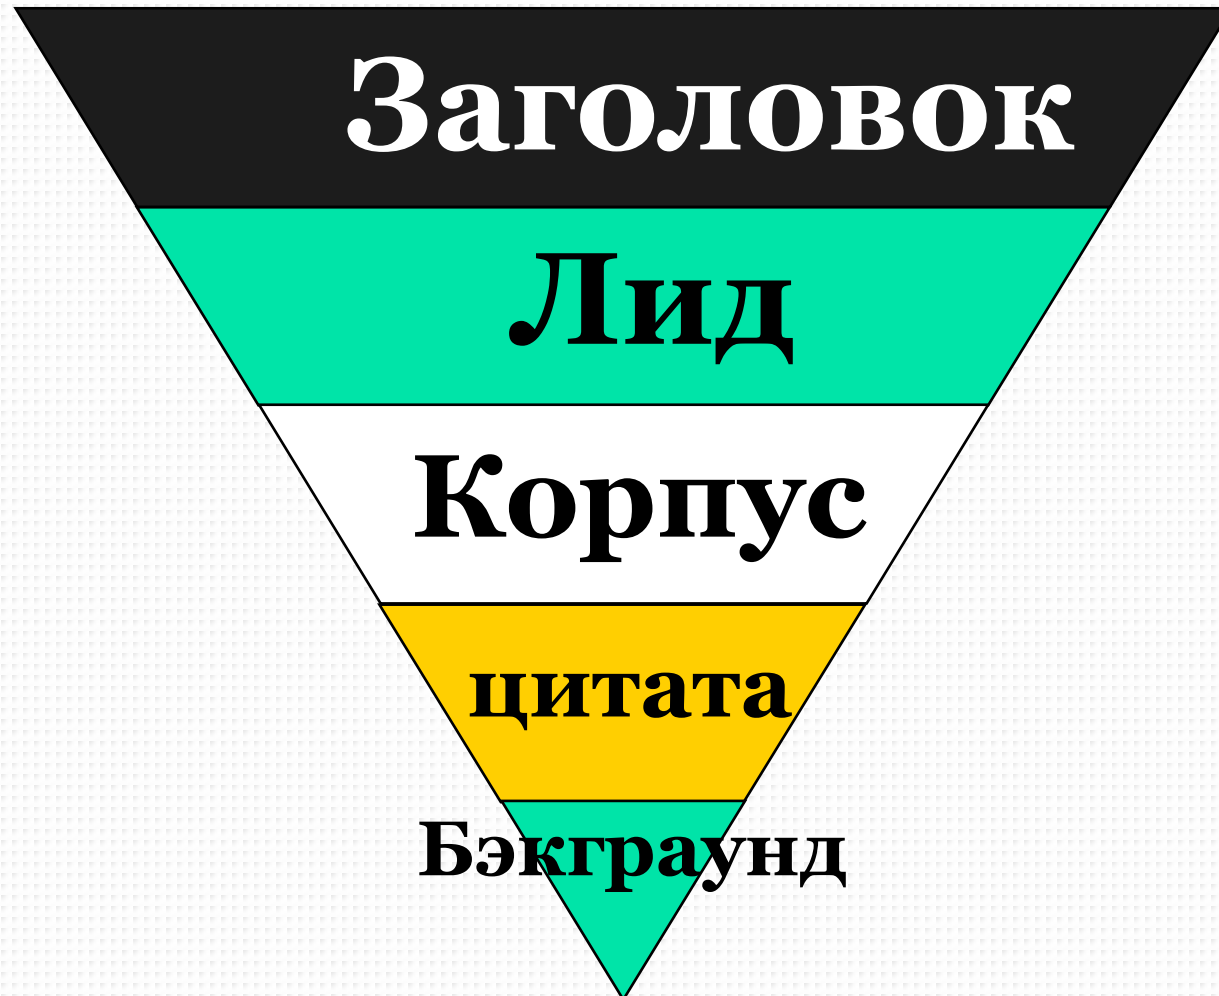 Заголовок
Лид
Корпус
цитата
Бэкграунд